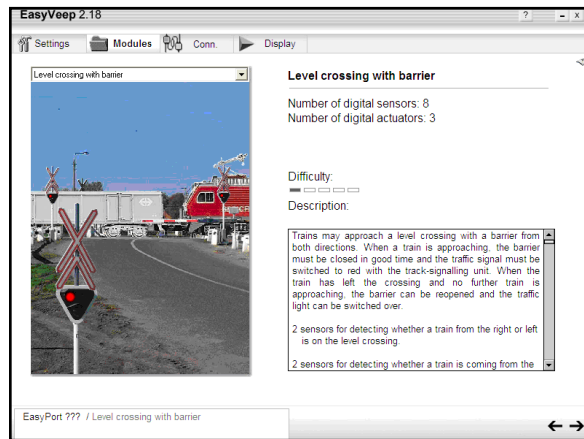 EasyVeep 2.18
? – x
Settings Modules Conn. Display
Level crossing with barrier
Level crossing with barrier
Number of digital sensors: 8
Number of digital actuators: 3
Difficulty:
Description:
Trains may approach a level crossing with a barrier from
both directions. When a train is approaching, the barrier
must be closed in good time and the traffic signal must be
switched to red with the track-signalling unit. When the
train has left the crossing and no further train is
approaching, the barrier can be reopened and the traffic
light can be switched over.
2 sensors for detecting whether a train from the right or left
is on the level crossing.
2 sensors for detecting whether a train is coming from the
EasyPort ??? / Level crossing with barrier